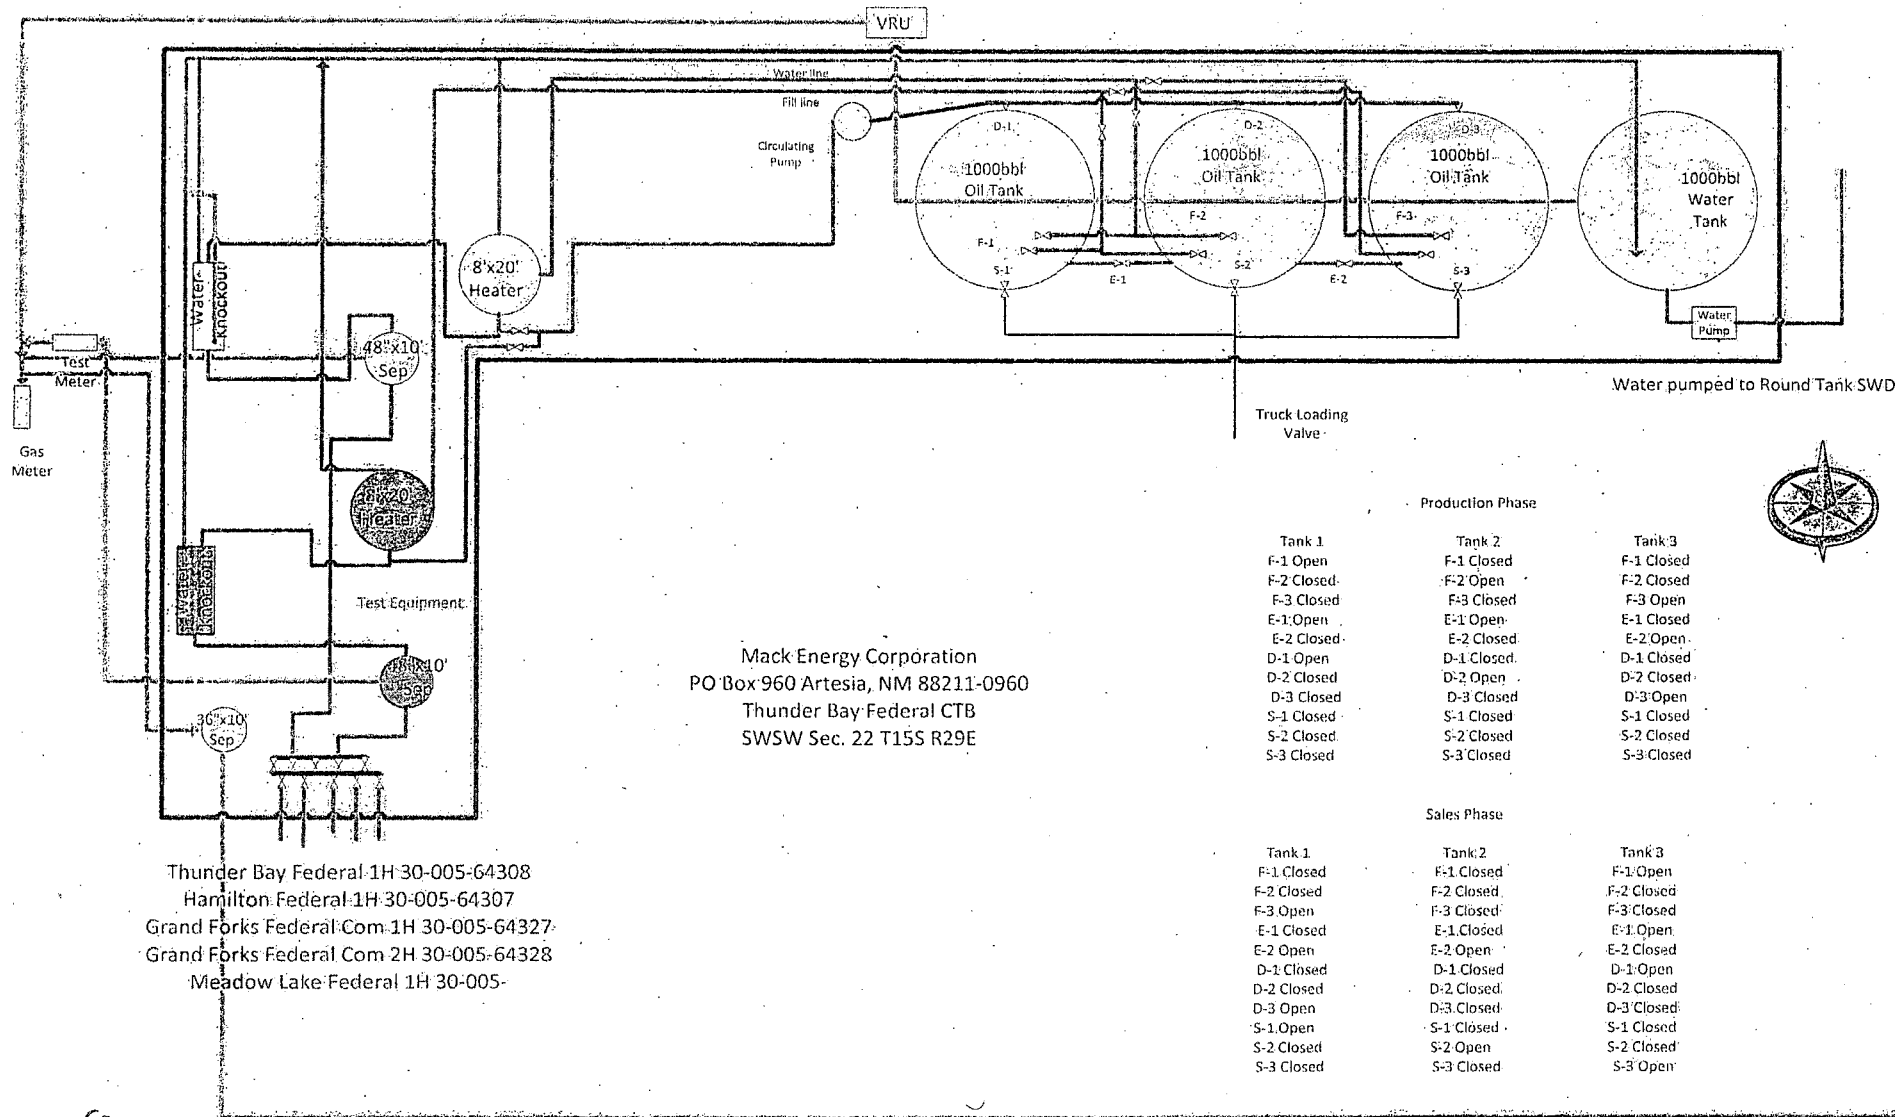 VRU
Water line
Fill line
Circulating
Pump
D-1
D-2
D-3
1000bbl
Oil Tank
1000bbl
Oil Tank
1000bbl
Oil Tank
1000bbl
Water
Tank
F-1
F-2
F-3
S-1
S-2
S-3
E-1
E-2
Water
Pump
Water pumped to Round Tank SWD
Truck Loading
Valve
8'x20'
Heater
Water
Knockout
48"x10'
Sep
Test
Meter
Gas
Meter
8'x20'
Heater
Water
Knockout
Test Equipment
48"x10'
Sep
36"x10'
Sep
Mack Energy Corporation
PO Box 960 Artesia, NM 88211-0960
Thunder Bay Federal CTB
SWSW Sec. 22 T15S R29E
Thunder Bay Federal 1H 30-005-64308
Hamilton Federal 1H 30-005-64307
Grand Forks Federal Com 1H 30-005-64327
Grand Forks Federal Com 2H 30-005-64328
Meadow Lake Federal 1H 30-005-
Production Phase
Tank 1 Tank 2 Tank 3
F-1 Open F-1 Closed F-1 Closed
F-2 Closed F-2 Open F-2 Closed
F-3 Closed F-3 Closed F-3 Open
E-1 Open E-1 Open E-1 Closed
E-2 Closed E-2 Closed E-2 Open
D-1 Open D-1 Closed D-1 Closed
D-2 Closed D-2 Open D-2 Closed
D-3 Closed D-3 Closed D-3 Open
S-1 Closed S-1 Closed S-1 Closed
S-2 Closed S-2 Closed S-2 Closed
S-3 Closed S-3 Closed S-3 Closed
Sales Phase
Tank 1 Tank 2 Tank 3
F-1 Closed F-1 Closed F-1 Open
F-2 Closed F-2 Closed F-2 Closed
F-3 Open F-3 Closed F-3 Closed
E-1 Closed E-1 Closed E-1 Open
E-2 Open E-2 Open E-2 Closed
D-1 Closed D-1 Closed D-1 Open
D-2 Closed D-2 Closed D-2 Closed
D-3 Open D-3 Closed D-3 Closed
S-1 Open S-1 Closed S-1 Closed
S-2 Closed S-2 Open S-2 Closed
S-3 Closed S-3 Closed S-3 Open